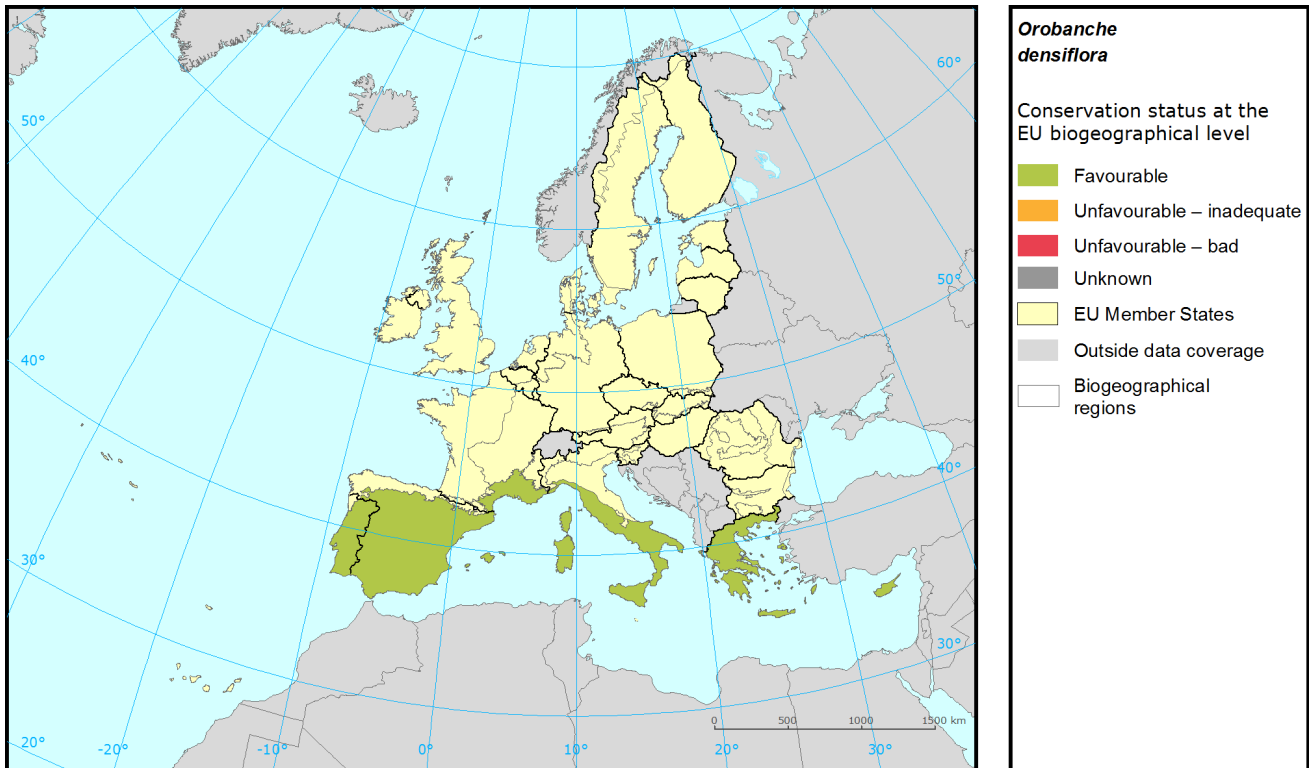 Orobanche
densiflora
Conservation status at the
EU biogeographical level
Favourable
Unfavourable – inadequate
Unfavourable – bad
Unknown
EU Member States
Outside data coverage
Biogeographical
regions
60°
50°
50°
40°
40°
30°
30°
20°
-20°
-10°
0°
10°
20°
30°
0
500
1000
1500 km